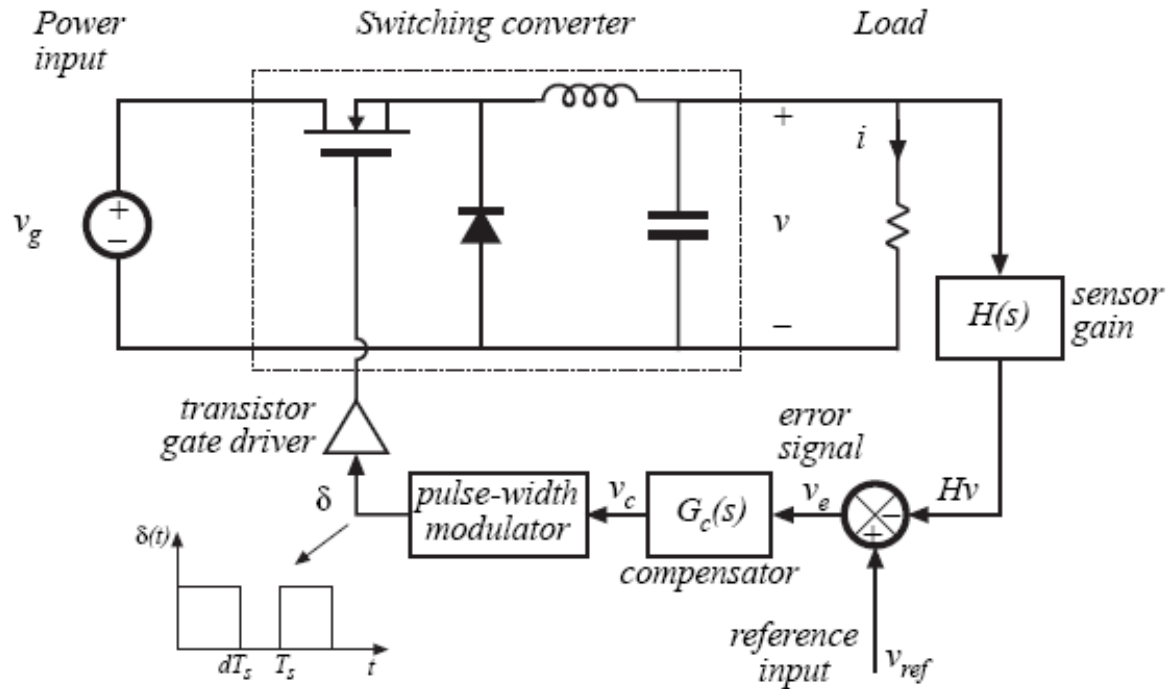 Power
input
Switching converter
Load
+
i
v_g
+
−
v
−
H(s)
sensor
gain
transistor
gate driver
error
signal
δ
pulse-width
modulator
v_c
G_c(s)
v_e
−
+
Hv
compensator
δ(t)
dT_s
T_s
t
reference
input
v_ref